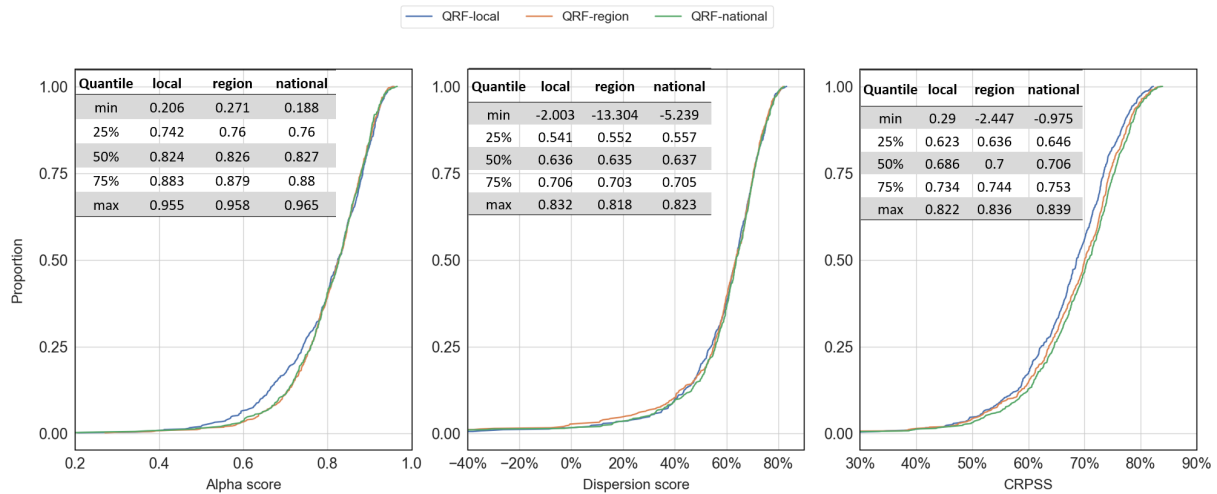 QRF-local QRF-region QRF-national
Quantile local region national
min 0.206 0.271 0.188
25% 0.742 0.76 0.76
50% 0.824 0.826 0.827
75% 0.883 0.879 0.88
max 0.955 0.958 0.965
1.00
0.75
0.50
0.25
0.00
Proportion
0.2 0.4 0.6 0.8 1.0
Alpha score
Quantile local region national
min -2.003 -13.304 -5.239
25% 0.541 0.552 0.557
50% 0.636 0.635 0.637
75% 0.706 0.703 0.705
max 0.832 0.818 0.823
1.00
0.75
0.50
0.25
0.00
-40% -20% 0% 20% 40% 60% 80%
Dispersion score
Quantile local region national
min 0.29 -2.447 -0.975
25% 0.623 0.636 0.646
50% 0.686 0.7 0.706
75% 0.734 0.744 0.753
max 0.822 0.836 0.839
1.00
0.75
0.50
0.25
0.00
30% 40% 50% 60% 70% 80% 90%
CRPSS